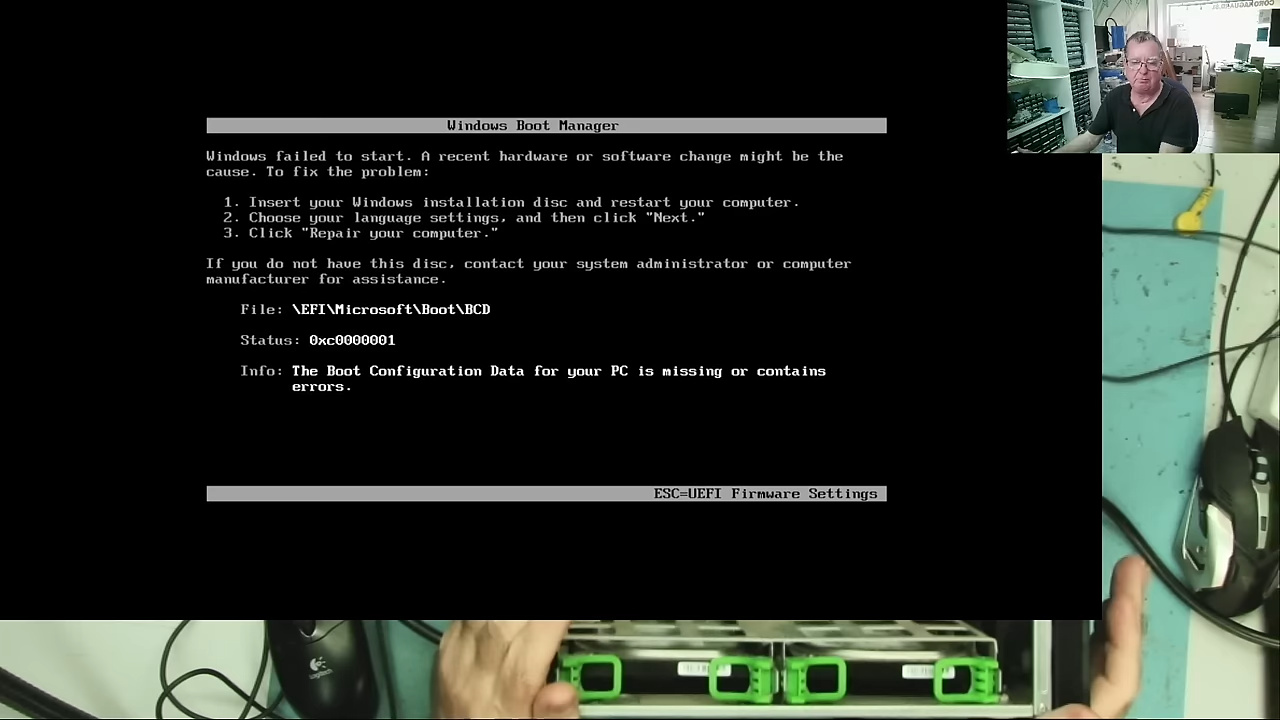 Windows Boot Manager
Windows failed to start. A recent hardware or software change might be the
cause. To fix the problem:
1. Insert your Windows installation disc and restart your computer.
2. Choose your language settings, and then click "Next."
3. Click "Repair your computer."
If you do not have this disc, contact your system administrator or computer
manufacturer for assistance.
File: \EFI\Microsoft\Boot\BCD
Status: 0xc0000001
Info: The Boot Configuration Data for your PC is missing or contains
errors.
ESC=UEFI Firmware Settings
Logitech